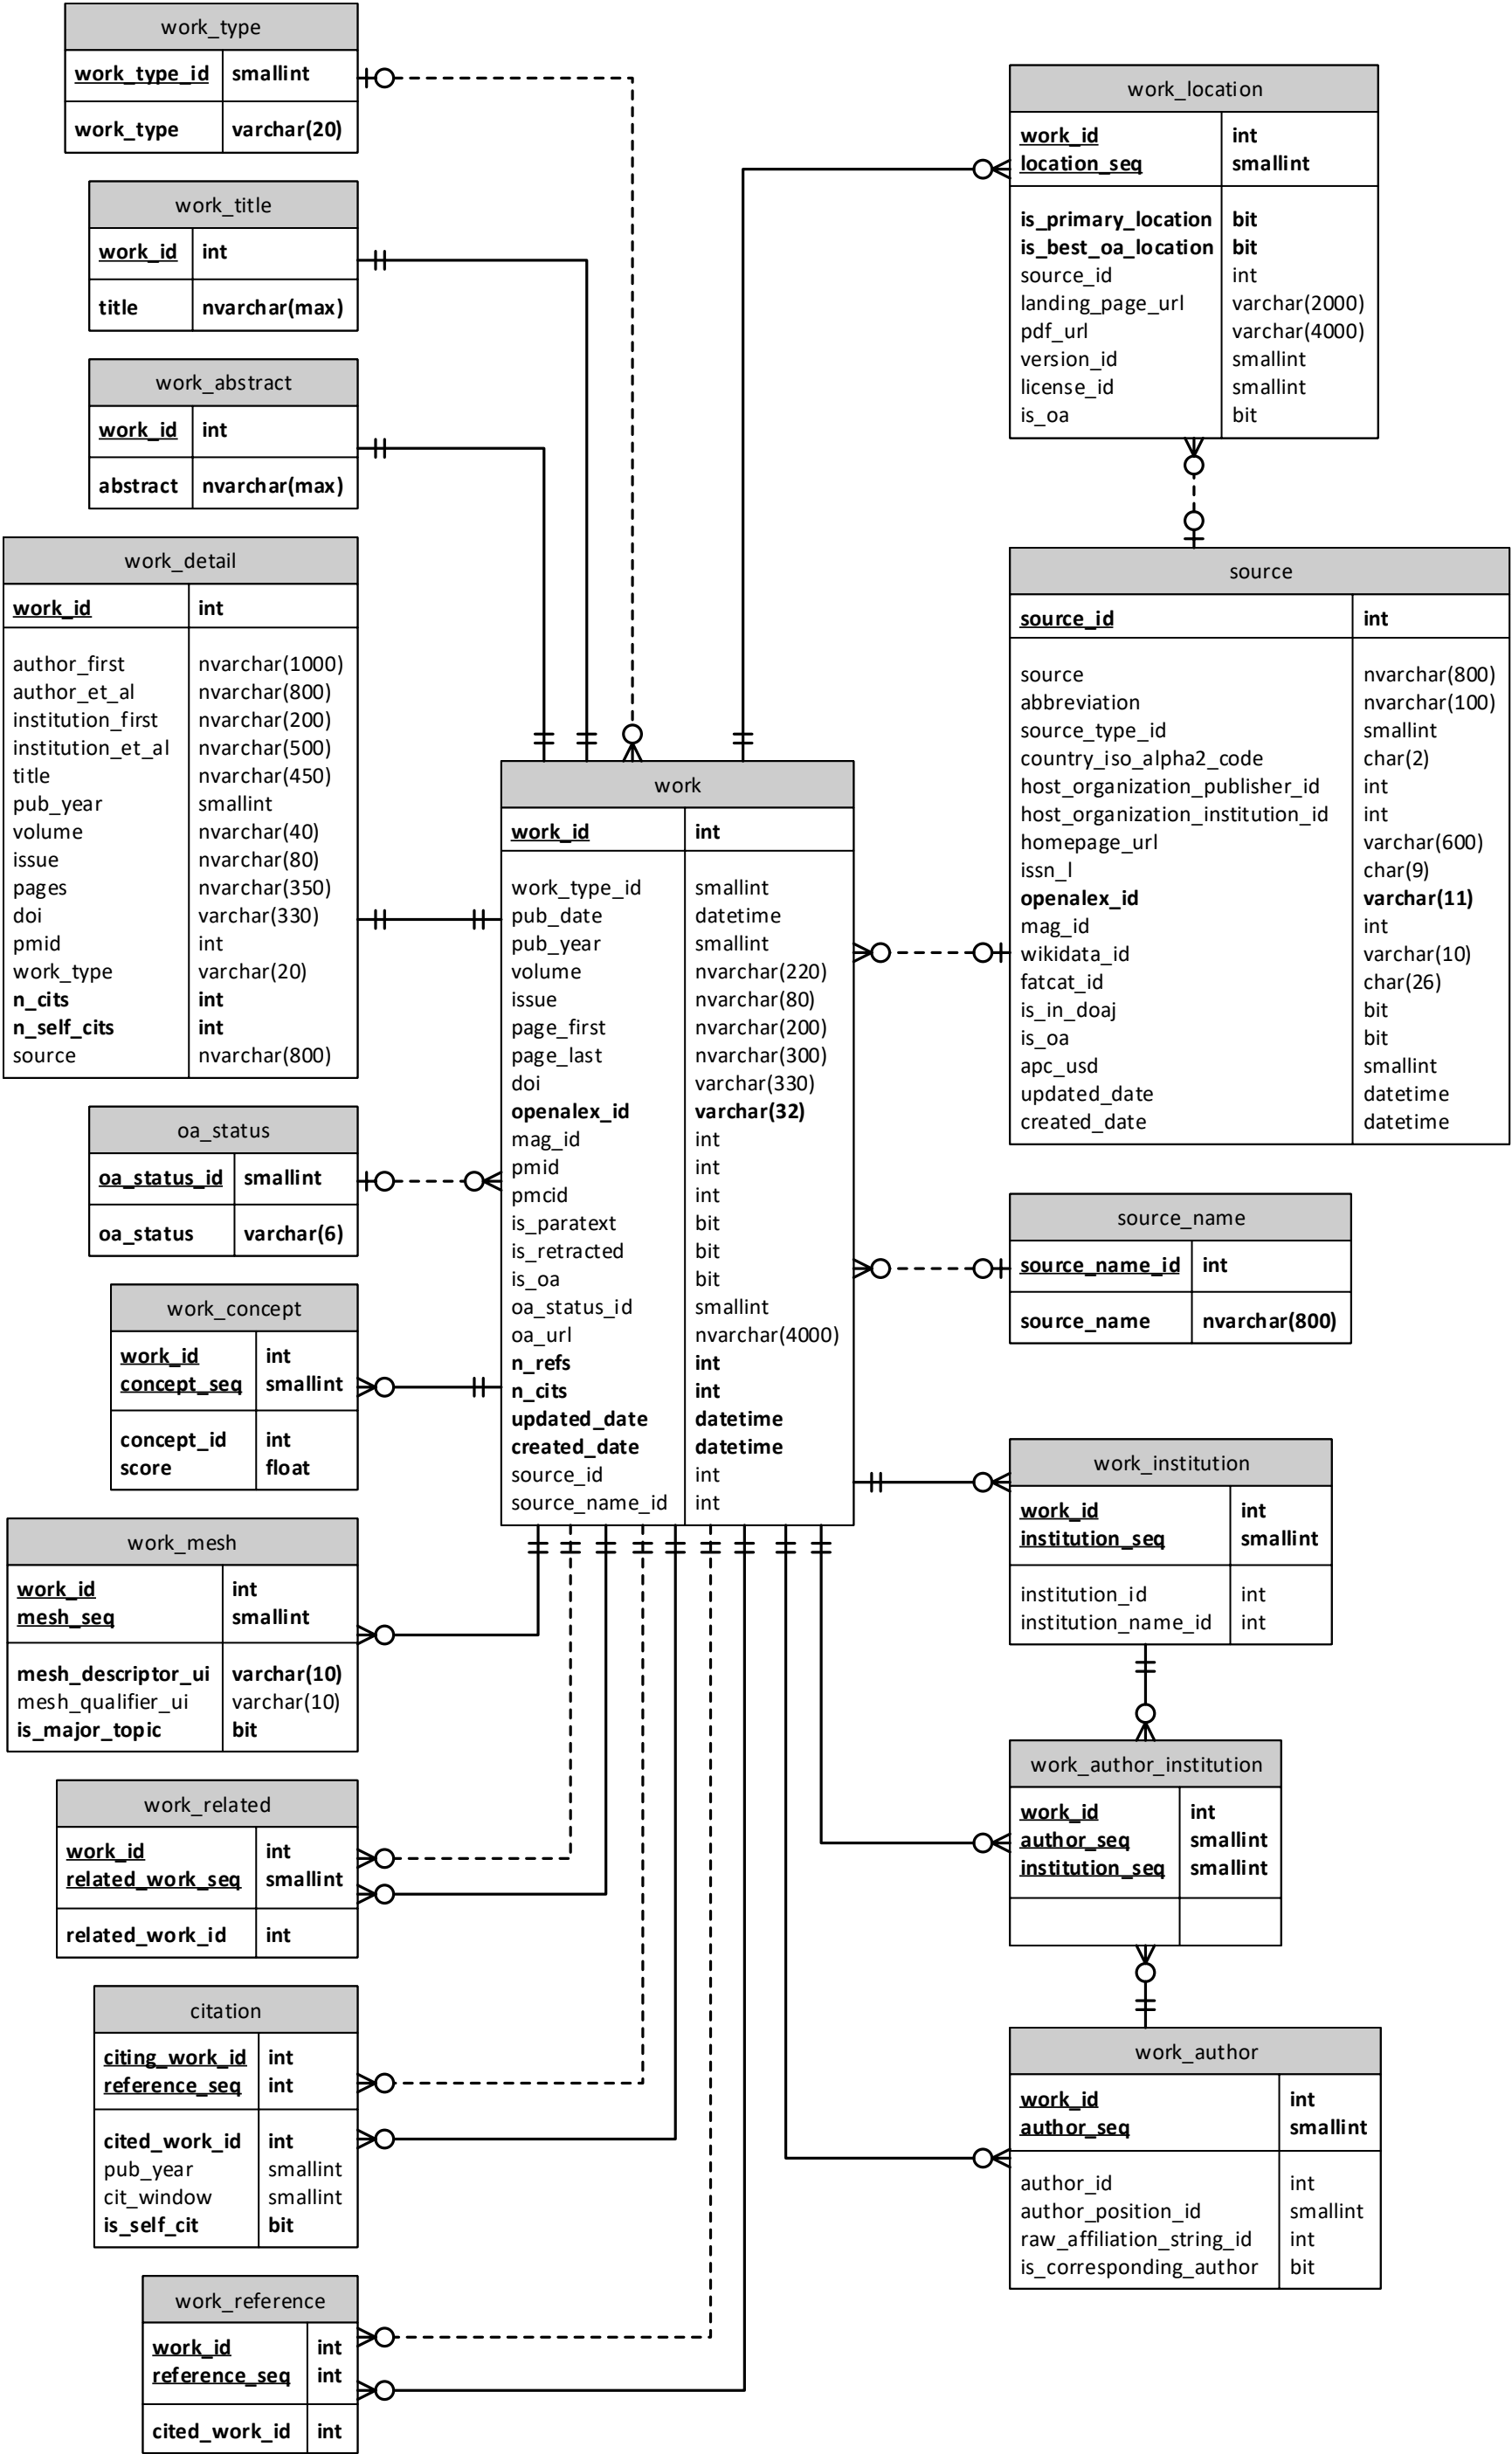 work_type
work_type_id smallint
work_type varchar(20)
work_title
work_id int
title nvarchar(max)
work_abstract
work_id int
abstract nvarchar(max)
work_detail
work_id int
author_first nvarchar(1000)
author_et_al nvarchar(800)
institution_first nvarchar(200)
institution_et_al nvarchar(500)
title nvarchar(450)
pub_year smallint
volume nvarchar(40)
issue nvarchar(80)
pages nvarchar(350)
doi varchar(330)
pmid int
work_type varchar(20)
n_cits int
n_self_cits int
source nvarchar(800)
oa_status
oa_status_id smallint
oa_status varchar(6)
work_concept
work_id int
concept_seq smallint
concept_id int
score float
work_mesh
work_id int
mesh_seq smallint
mesh_descriptor_ui varchar(10)
mesh_qualifier_ui varchar(10)
is_major_topic bit
work_related
work_id int
related_work_seq smallint
related_work_id int
citation
citing_work_id int
reference_seq int
cited_work_id int
pub_year smallint
cit_window smallint
is_self_cit bit
work_reference
work_id int
reference_seq int
cited_work_id int
work
work_id int
work_type_id smallint
pub_date datetime
pub_year smallint
volume nvarchar(220)
issue nvarchar(80)
page_first nvarchar(200)
page_last nvarchar(300)
doi varchar(330)
openalex_id varchar(32)
mag_id int
pmid int
pmcid int
is_paratext bit
is_retracted bit
is_oa bit
oa_status_id smallint
oa_url nvarchar(4000)
n_refs int
n_cits int
updated_date datetime
created_date datetime
source_id int
source_name_id int
work_location
work_id int
location_seq smallint
is_primary_location bit
is_best_oa_location bit
source_id int
landing_page_url varchar(2000)
pdf_url varchar(4000)
version_id smallint
license_id smallint
is_oa bit
source
source_id int
source nvarchar(800)
abbreviation nvarchar(100)
source_type_id smallint
country_iso_alpha2_code char(2)
host_organization_publisher_id int
host_organization_institution_id int
homepage_url varchar(600)
issn_l char(9)
openalex_id varchar(11)
mag_id int
wikidata_id varchar(10)
fatcat_id char(26)
is_in_doaj bit
is_oa bit
apc_usd smallint
updated_date datetime
created_date datetime
source_name
source_name_id int
source_name nvarchar(800)
work_institution
work_id int
institution_seq smallint
institution_id int
institution_name_id int
work_author_institution
work_id int
author_seq smallint
institution_seq smallint
work_author
work_id int
author_seq smallint
author_id int
author_position_id smallint
raw_affiliation_string_id int
is_corresponding_author bit